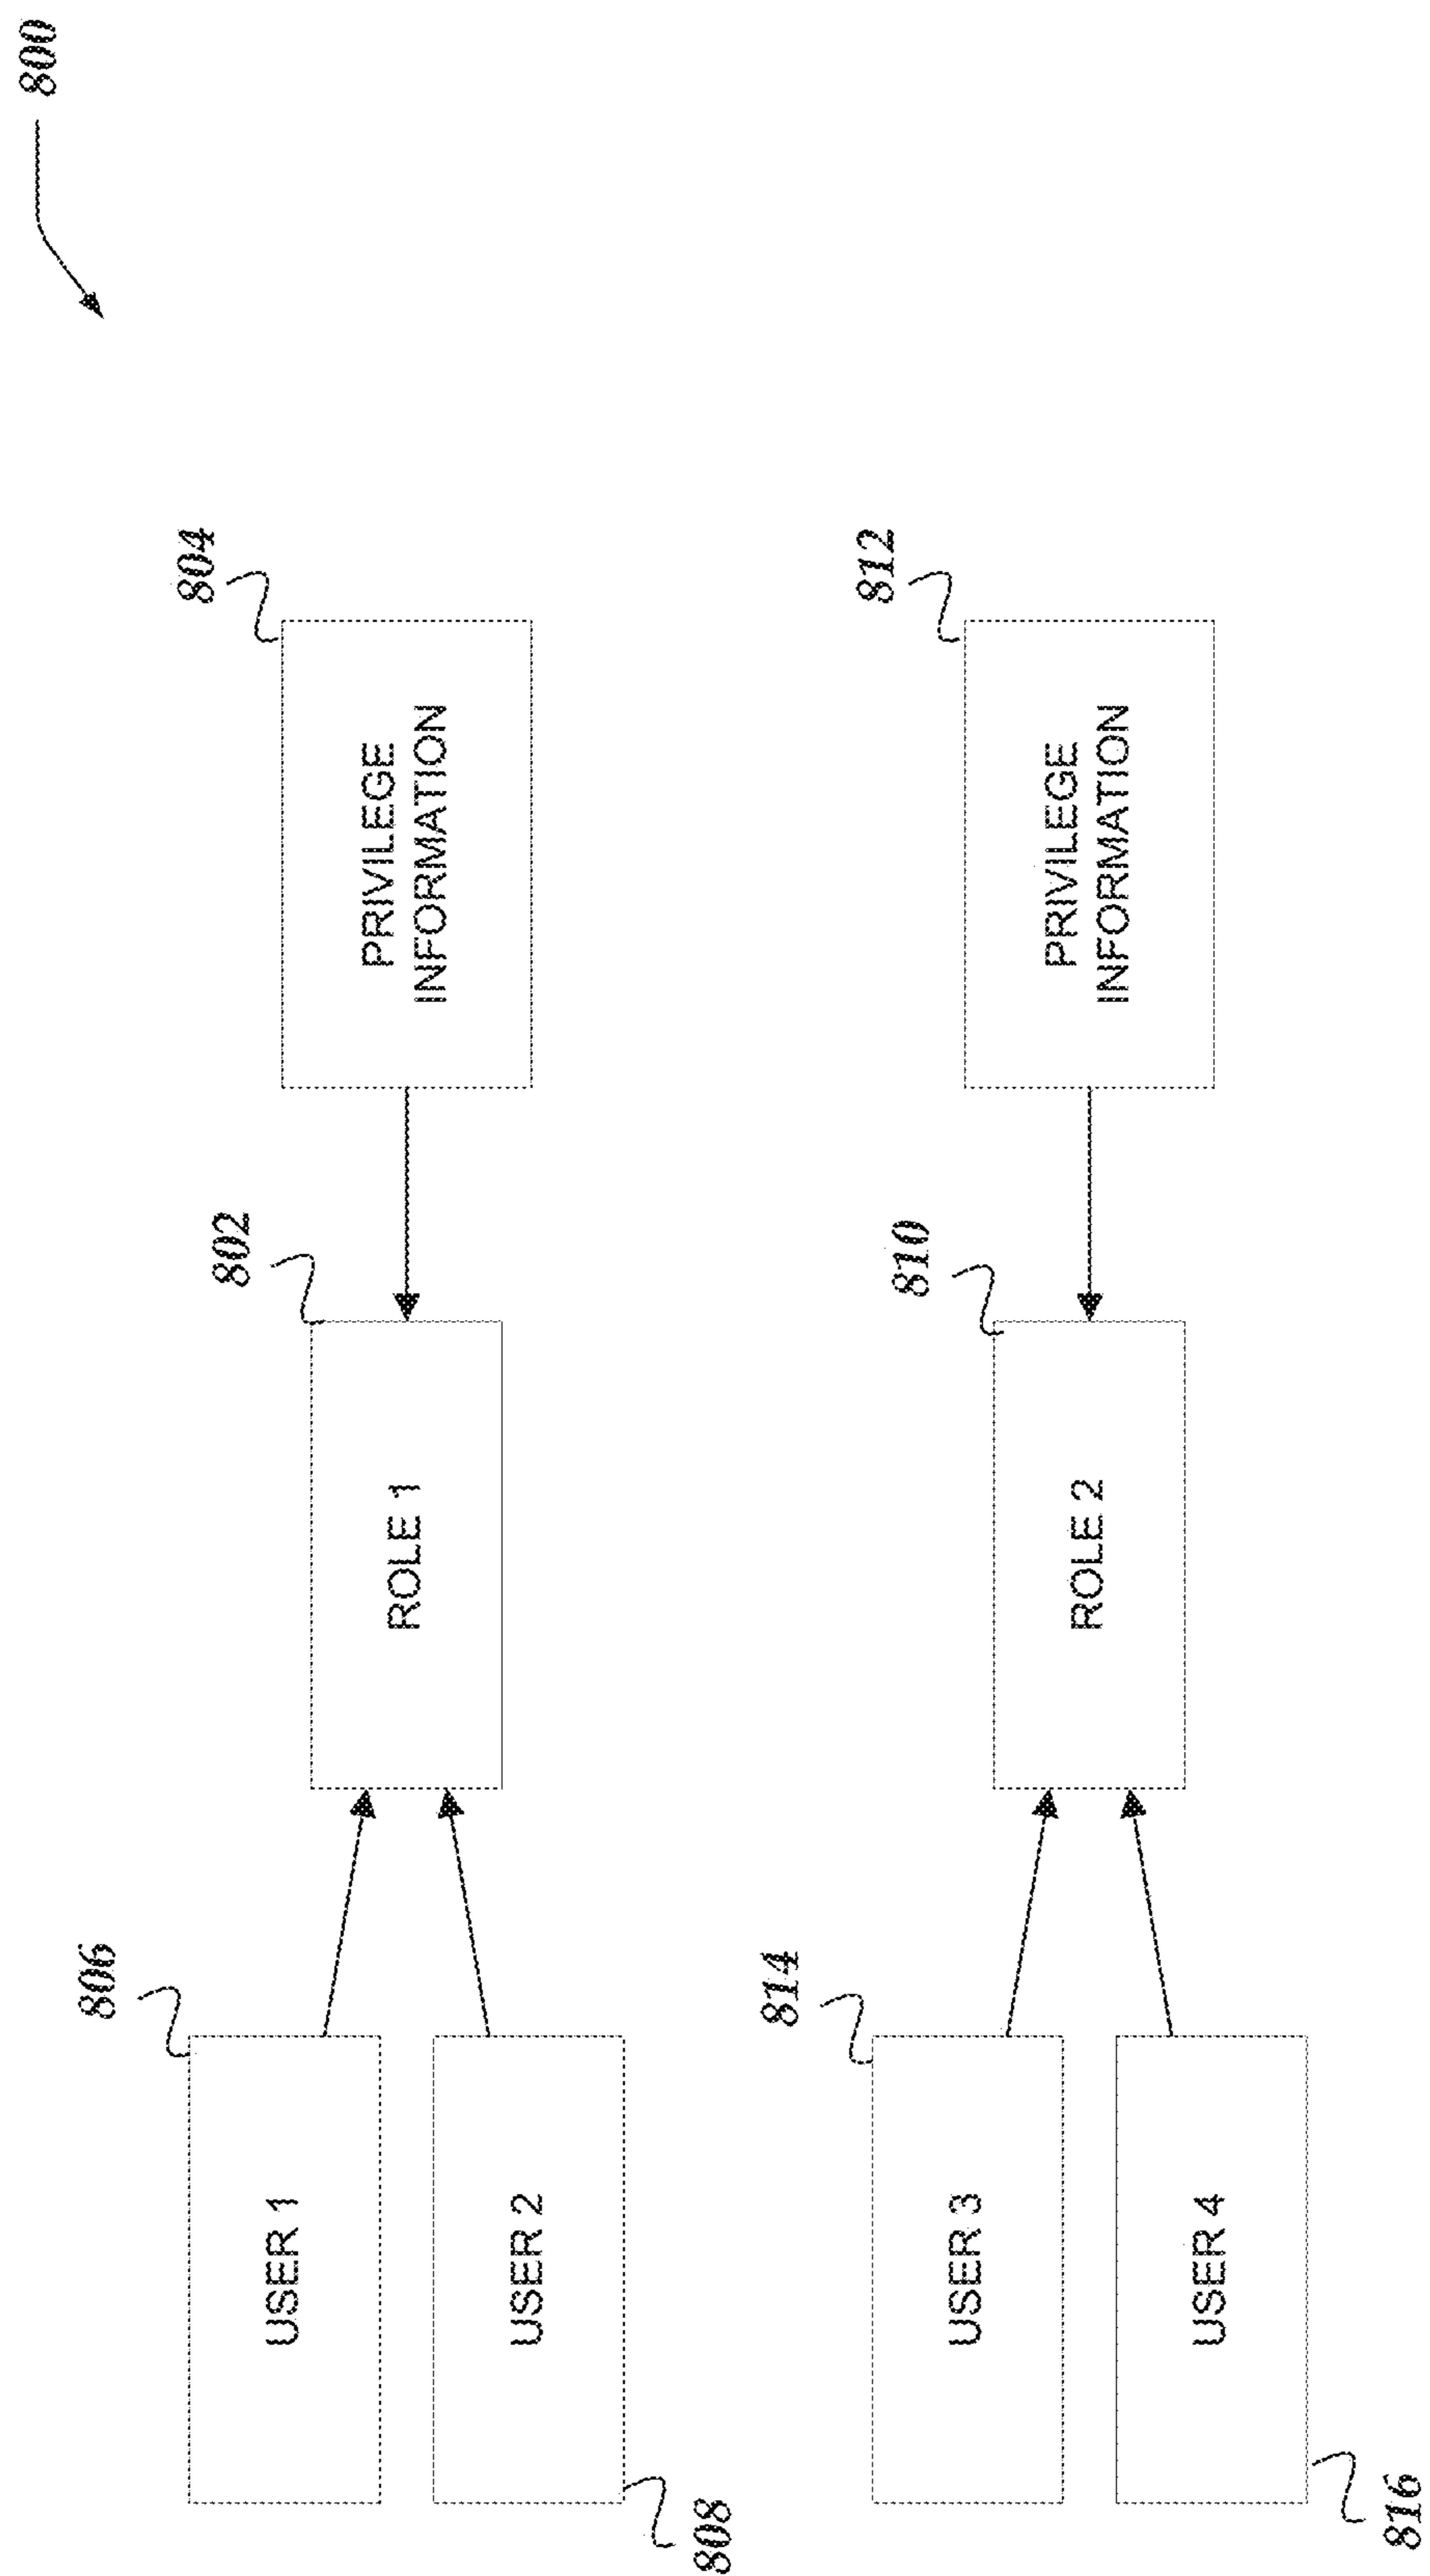 800
806
USER 1
802
ROLE 1
804
PRIVILEGE
INFORMATION
USER 2
808
814
USER 3
810
ROLE 2
812
PRIVILEGE
INFORMATION
USER 4
816